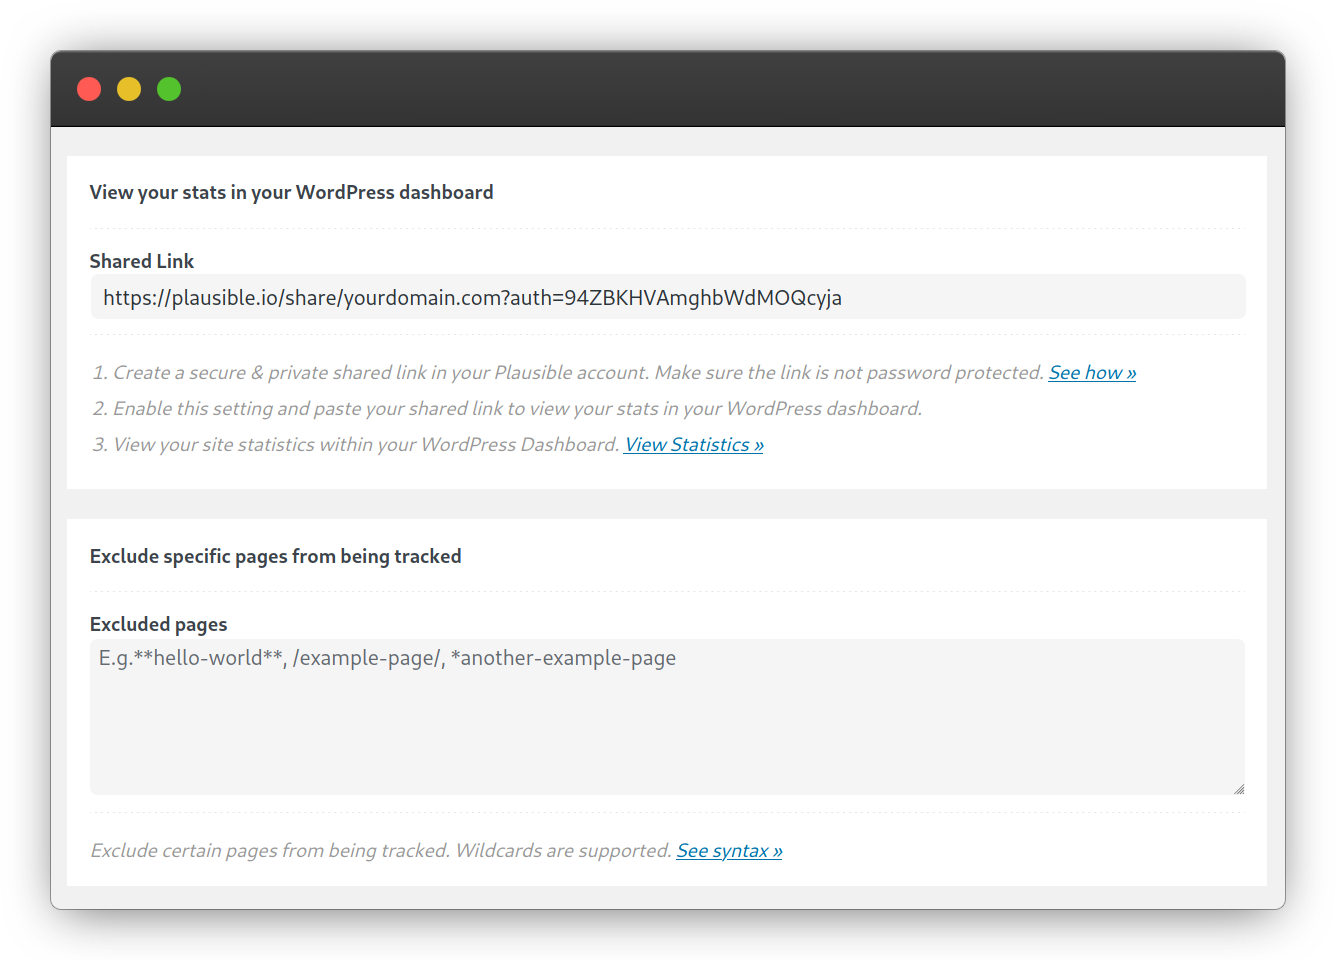 View your stats in your WordPress dashboard
Shared Link
https://plausible.io/share/yourdomain.com?auth=94ZBKHVAmghbWdMOQcyja
1. Create a secure & private shared link in your Plausible account. Make sure the link is not password protected. See how »
2. Enable this setting and paste your shared link to view your stats in your WordPress dashboard.
3. View your site statistics within your WordPress Dashboard. View Statistics »
Exclude specific pages from being tracked
Excluded pages
E.g.**hello-world**, /example-page/, *another-example-page
Exclude certain pages from being tracked. Wildcards are supported. See syntax »